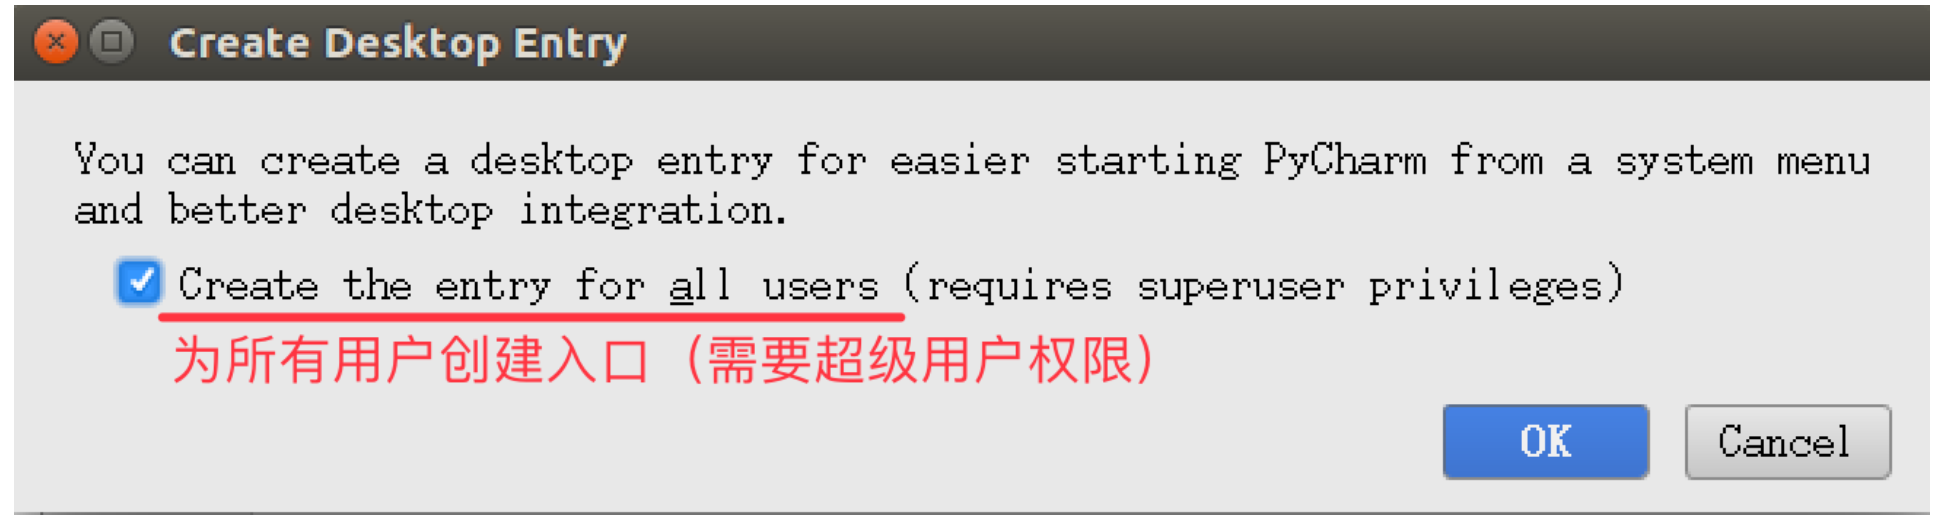 Create Desktop Entry
You can create a desktop entry for easier starting PyCharm from a system menu
and better desktop integration.
Create the entry for all users (requires superuser privileges)
为所有用户创建入口（需要超级用户权限）
OK Cancel